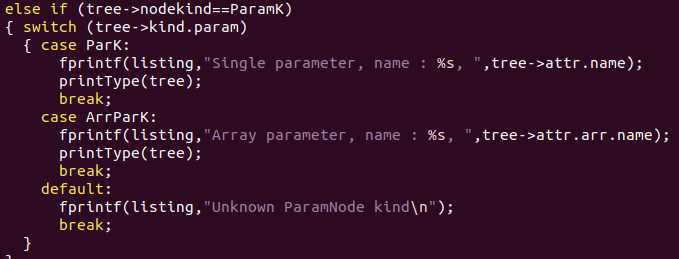 else if (tree->nodekind==ParamK)
{ switch (tree->kind.param)
  { case ParK:
      fprintf(listing,"Single parameter, name : %s, ",tree->attr.name);
      printType(tree);
      break;
    case ArrParK:
      fprintf(listing,"Array parameter, name : %s, ",tree->attr.arr.name);
      printType(tree);
      break;
    default:
      fprintf(listing,"Unknown ParamNode kind\n");
      break;
  }
}